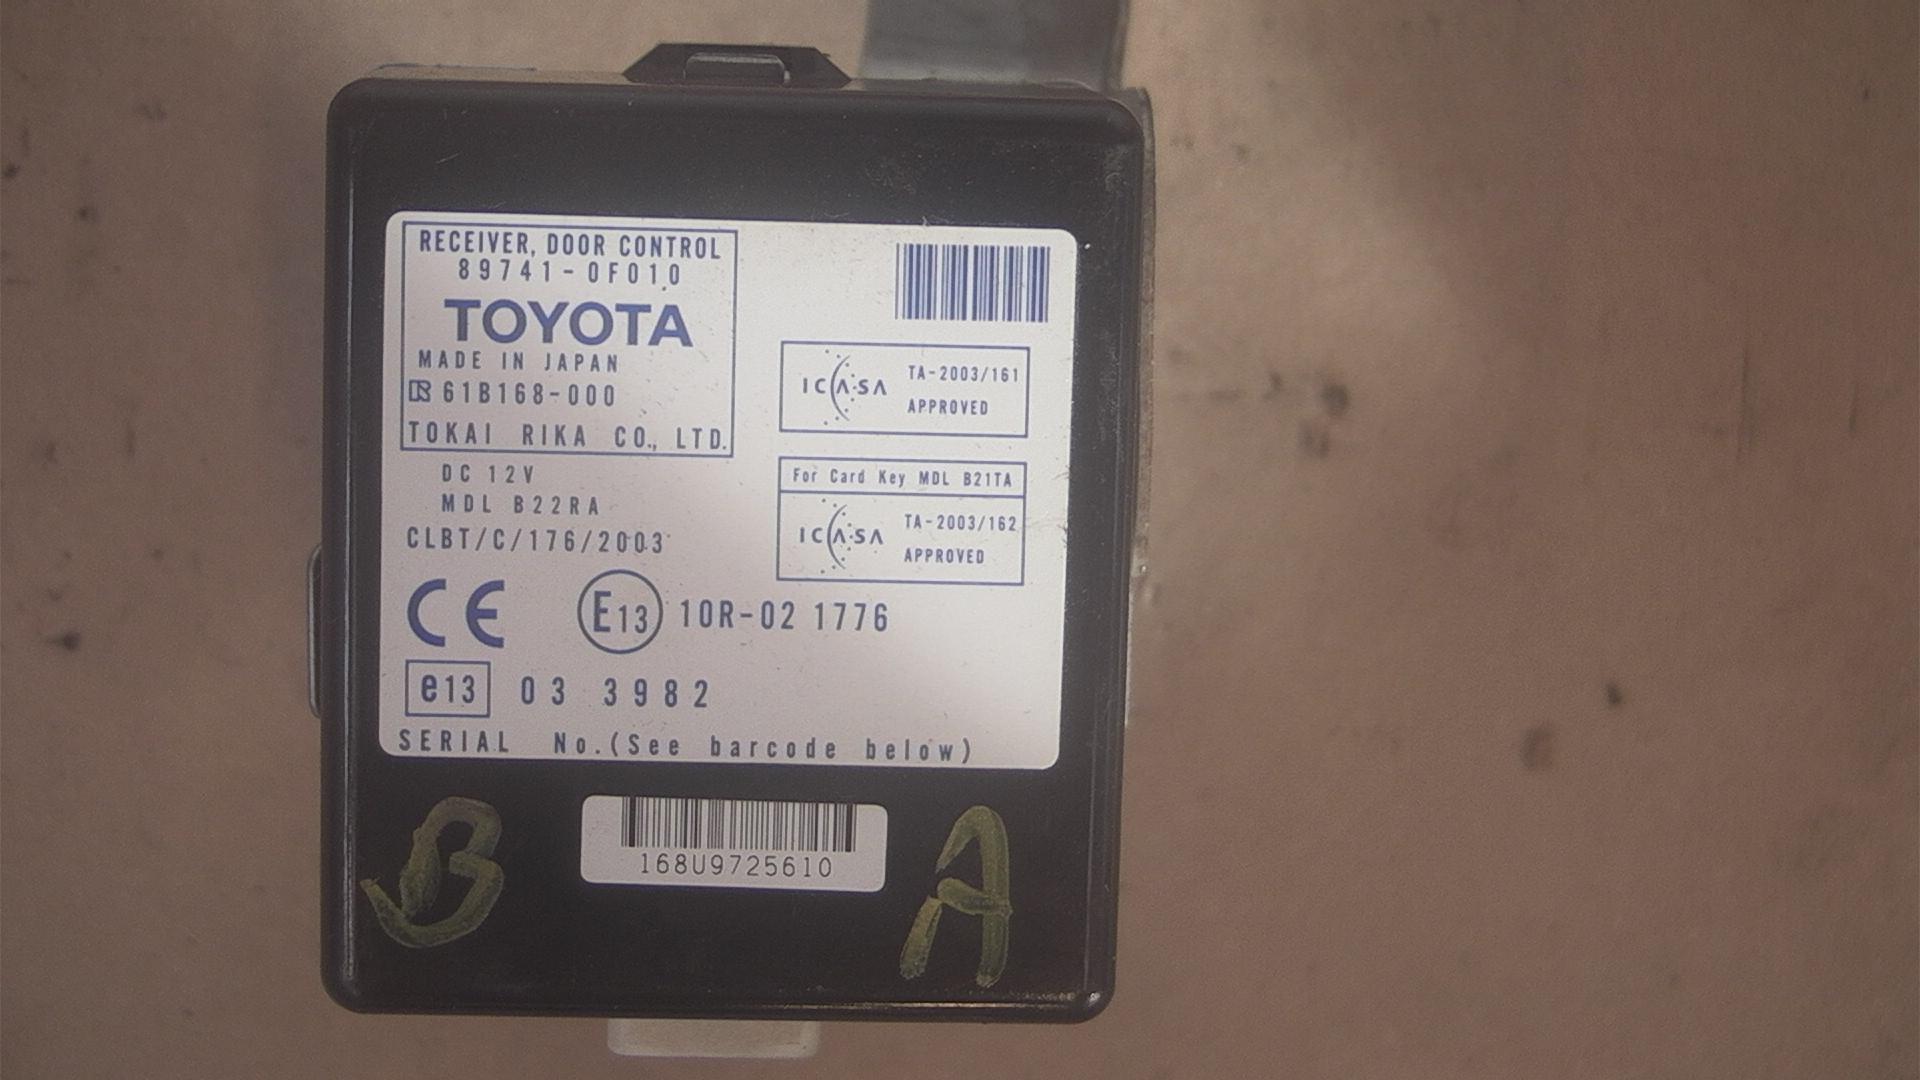 RECEIVER, DOOR CONTROL
89741-0F010
TOYOTA
MADE IN JAPAN
61B168-000
TOKAI RIKA CO., LTD.
DC 12V
MDL B22RA
CLBT/C/176/2003
ICASA
TA-2003/161
APPROVED
For Card Key MDL B21TA
ICASA
TA-2003/162
APPROVED
CE
E13 10R-02 1776
e13 03 3982
SERIAL No.(See barcode below)
168U9725610
B A